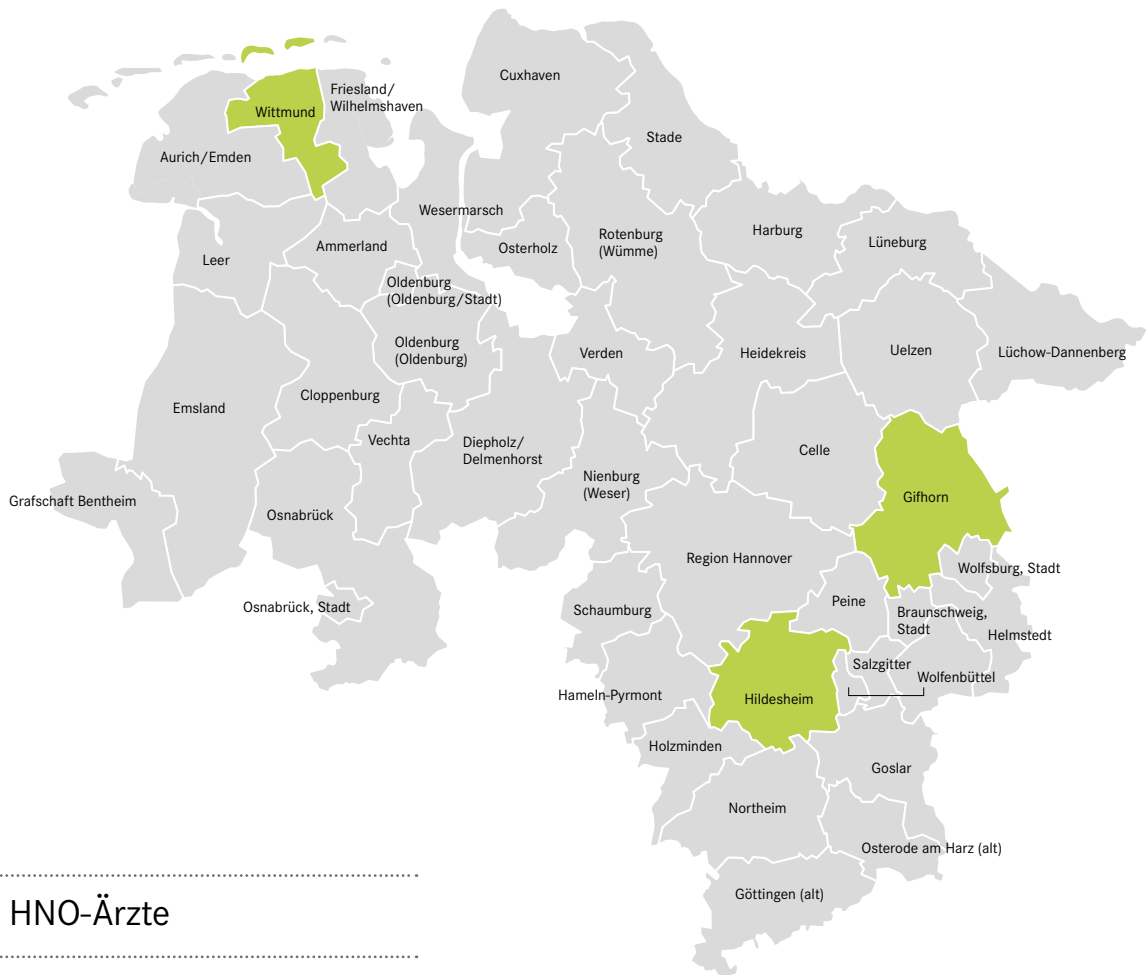 Cuxhaven
Friesland/
Wilhelmshaven
Wittmund
Stade
Aurich/Emden
Wesermarsch
Harburg
Lüneburg
Rotenburg
(Wümme)
Ammerland
Osterholz
Leer
Oldenburg
(Oldenburg/Stadt)
Oldenburg
(Oldenburg)
Verden
Heidekreis
Uelzen
Lüchow-Dannenberg
Cloppenburg
Emsland
Vechta
Diepholz/
Delmenhorst
Celle
Nienburg
(Weser)
Gifhorn
Grafschaft Bentheim
Osnabrück
Region Hannover
Wolfsburg, Stadt
Osnabrück, Stadt
Schaumburg
Peine
Braunschweig,
Stadt
Helmstedt
Salzgitter
Wolfenbüttel
Hameln-Pyrmont
Hildesheim
Holzminden
Goslar
Northeim
Osterode am Harz (alt)
Göttingen (alt)
HNO-Ärzte